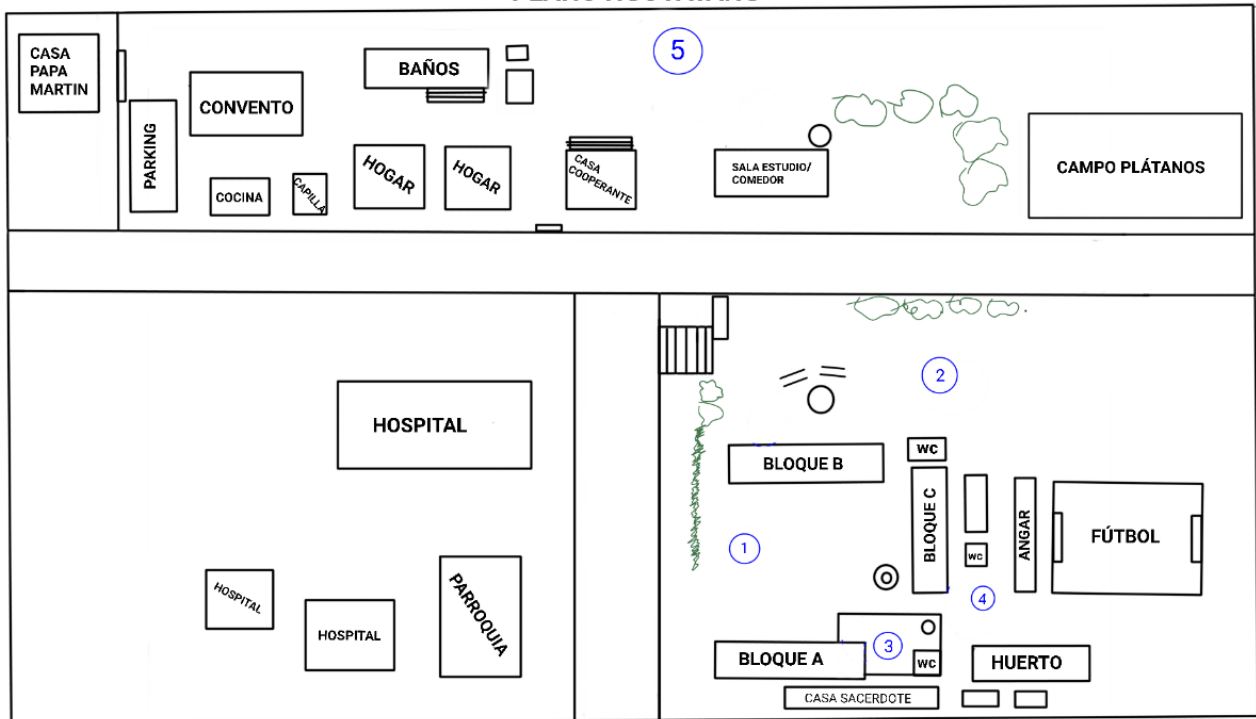 CASA
PAPA
MARTIN
PARKING
CONVENTO
BAÑOS
5
COCINA
CAPILLA
HOGAR
HOGAR
CASA
COOPERANTE
SALA ESTUDIO/
COMEDOR
CAMPO PLÁTANOS
HOSPITAL
HOSPITAL
HOSPITAL
PARROQUIA
2
BLOQUE B
WC
BLOQUE C
WC
ANGAR
FÚTBOL
1
4
3
BLOQUE A
WC
HUERTO
CASA SACERDOTE